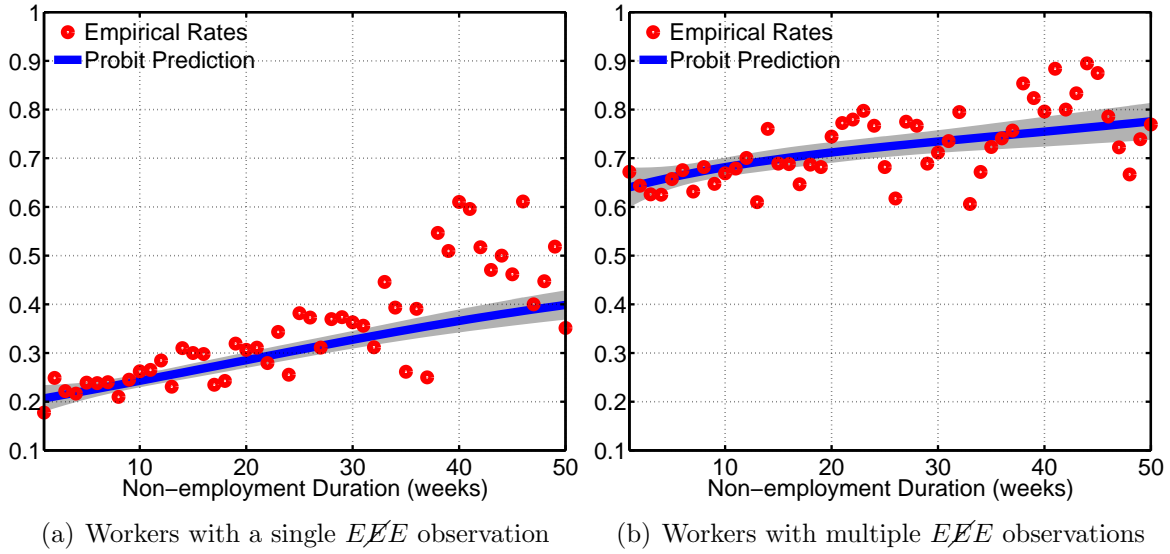 1
0.9
0.8
0.7
0.6
0.5
0.4
0.3
0.2
0.1
Empirical Rates
Probit Prediction
10 20 30 40 50
Non−employment Duration (weeks)
(a) Workers with a single EE̸E observation
1
0.9
0.8
0.7
0.6
0.5
0.4
0.3
0.2
0.1
Empirical Rates
Probit Prediction
10 20 30 40 50
Non−employment Duration (weeks)
(b) Workers with multiple EE̸E observations